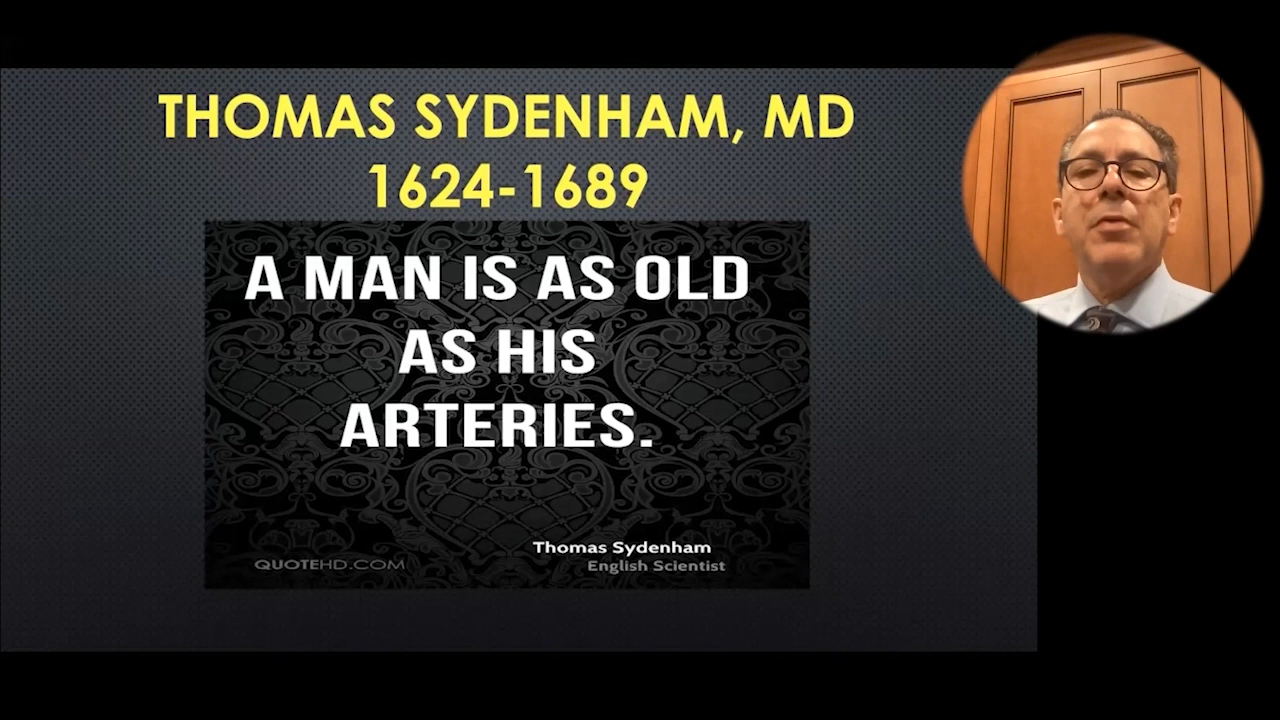 THOMAS SYDENHAM, MD
1624-1689
A MAN IS AS OLD
AS HIS
ARTERIES.
Thomas Sydenham
English Scientist
QUOTEHD.COM